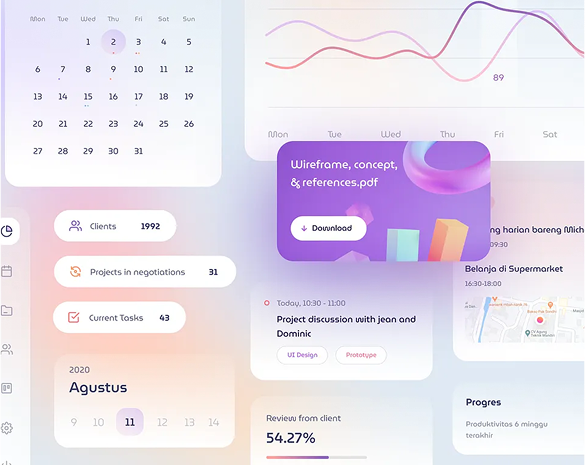 Mon Tue Wed Thu Fri Sat Sun
1 2 3 4 5
6 7 8 9 10 11 12
13 14 15 16 17 18 19
20 21 22 23 24 25 26
27 28 29 30 31
89
Mon Tue Wed Thu Fri Sat
Wireframe, concept,
& references.pdf
Download
Clients 1992
Projects in negotiations 31
Current Tasks 43
2020
Agustus
9 10 11 12 13 14
Today, 10:30 - 11:00
Project discussion with jean and
Dominic
UI Design Prototype
Review from client
54.27%
ng harian bareng Mich
09:30
Belanja di Supermarket
16:30-18:00
Progres
Produktivitas 6 minggu
terakhir